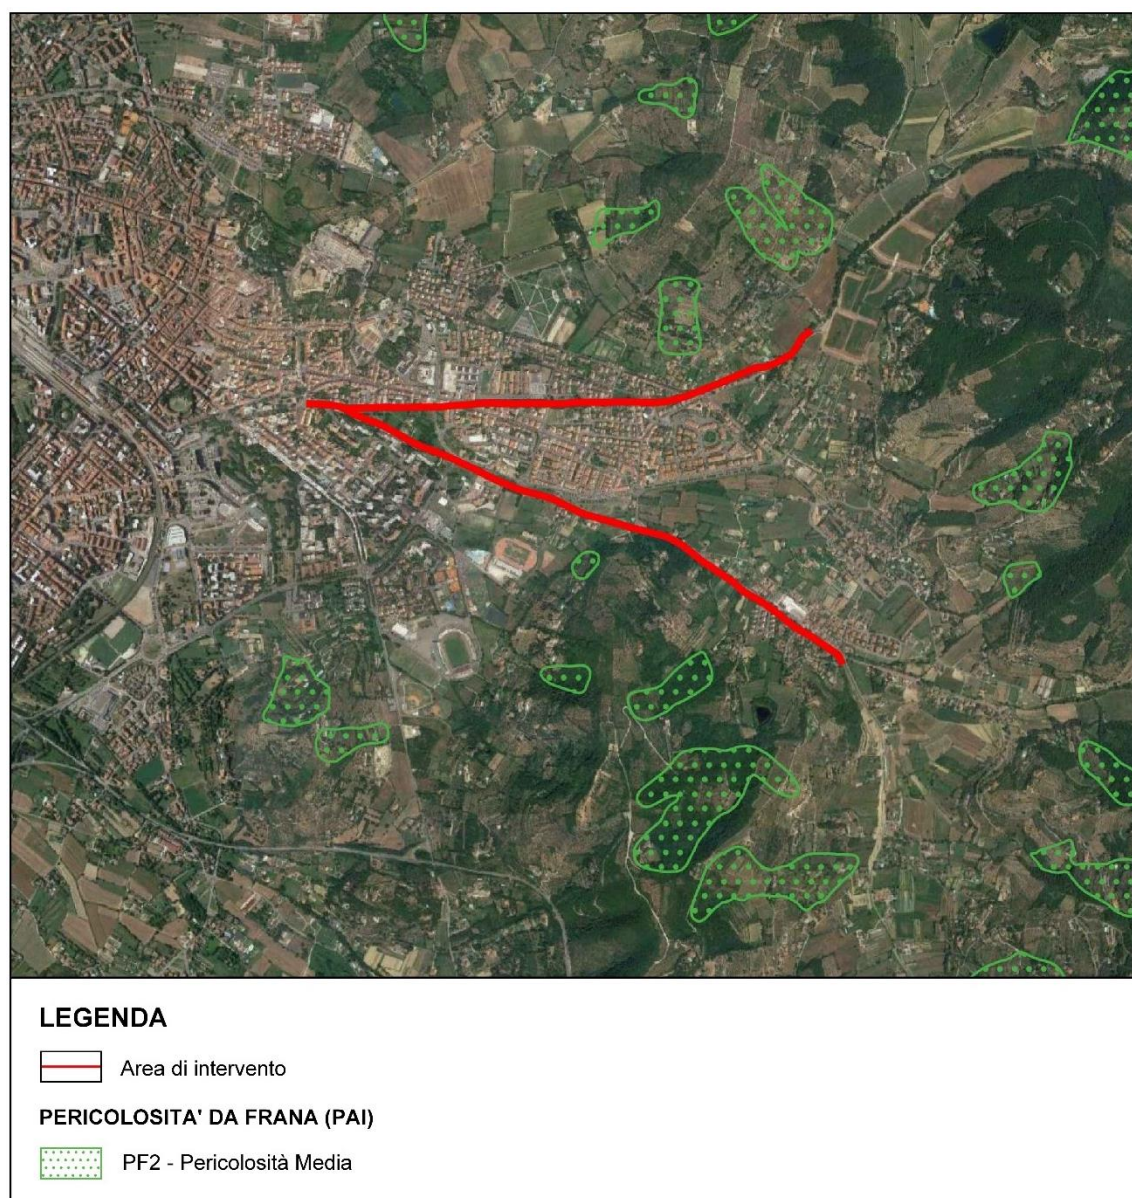 LEGENDA
Area di intervento
PERICOLOSITA' DA FRANA (PAI)
PF2 - Pericolosità Media